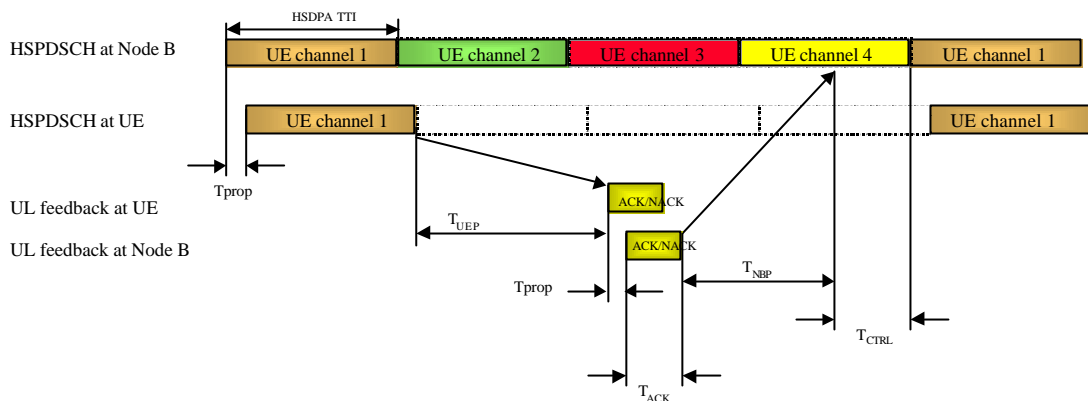 HSDPA TTI
HSPDSCH at Node B
UE channel 1
UE channel 2
UE channel 3
UE channel 4
UE channel 1
HSPDSCH at UE
UE channel 1
UE channel 1
Tprop
UL feedback at UE
ACK/NACK
TUEP
UL feedback at Node B
ACK/NACK
Tprop
TNBP
TCTRL
TACK